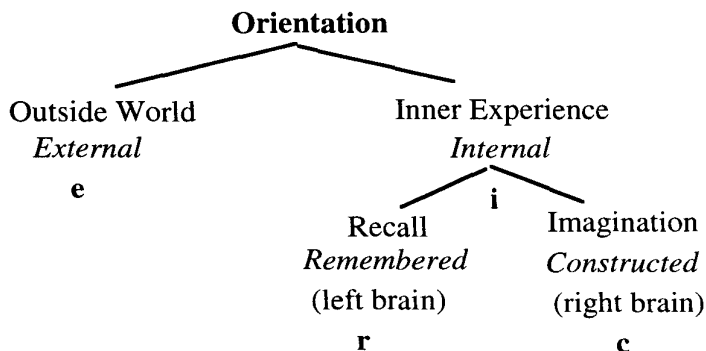 Orientation
Outside World
External
e
Inner Experience
Internal
i
Recall
Remembered
(left brain)
r
Imagination
Constructed
(right brain)
c